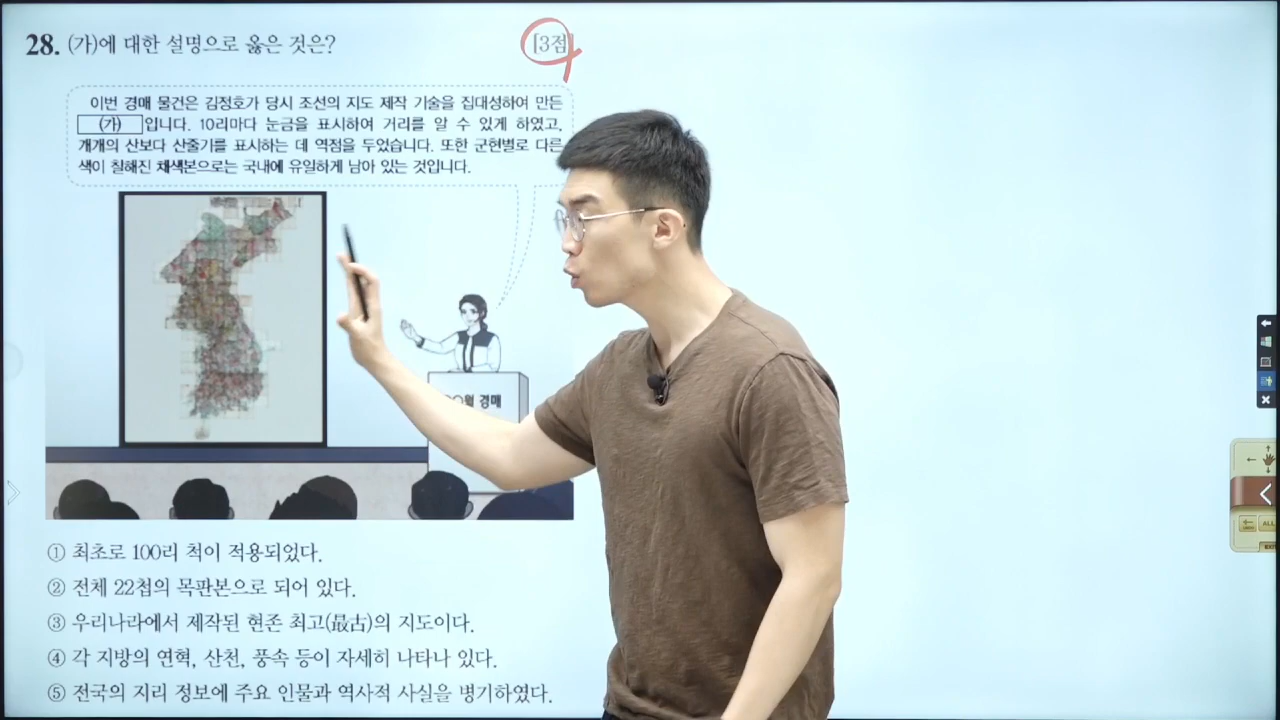 28. (가)에 대한 설명으로 옳은 것은? [3점]
이번 경매 물건은 김정호가 당시 조선의 지도 제작 기술을 집대성하여 만든
(가) 입니다. 10리마다 눈금을 표시하여 거리를 알 수 있게 하였고,
개개의 산보다 산줄기를 표시하는 데 역점을 두었습니다. 또한 군현별로 다른
색이 칠해진 채색본으로는 국내에 유일하게 남아 있는 것입니다.
월 경매
① 최초로 100리 척이 적용되었다.
② 전체 22첩의 목판본으로 되어 있다.
③ 우리나라에서 제작된 현존 최고(最古)의 지도이다.
④ 각 지방의 연혁, 산천, 풍속 등이 자세히 나타나 있다.
⑤ 전국의 지리 정보에 주요 인물과 역사적 사실을 병기하였다.
ALL